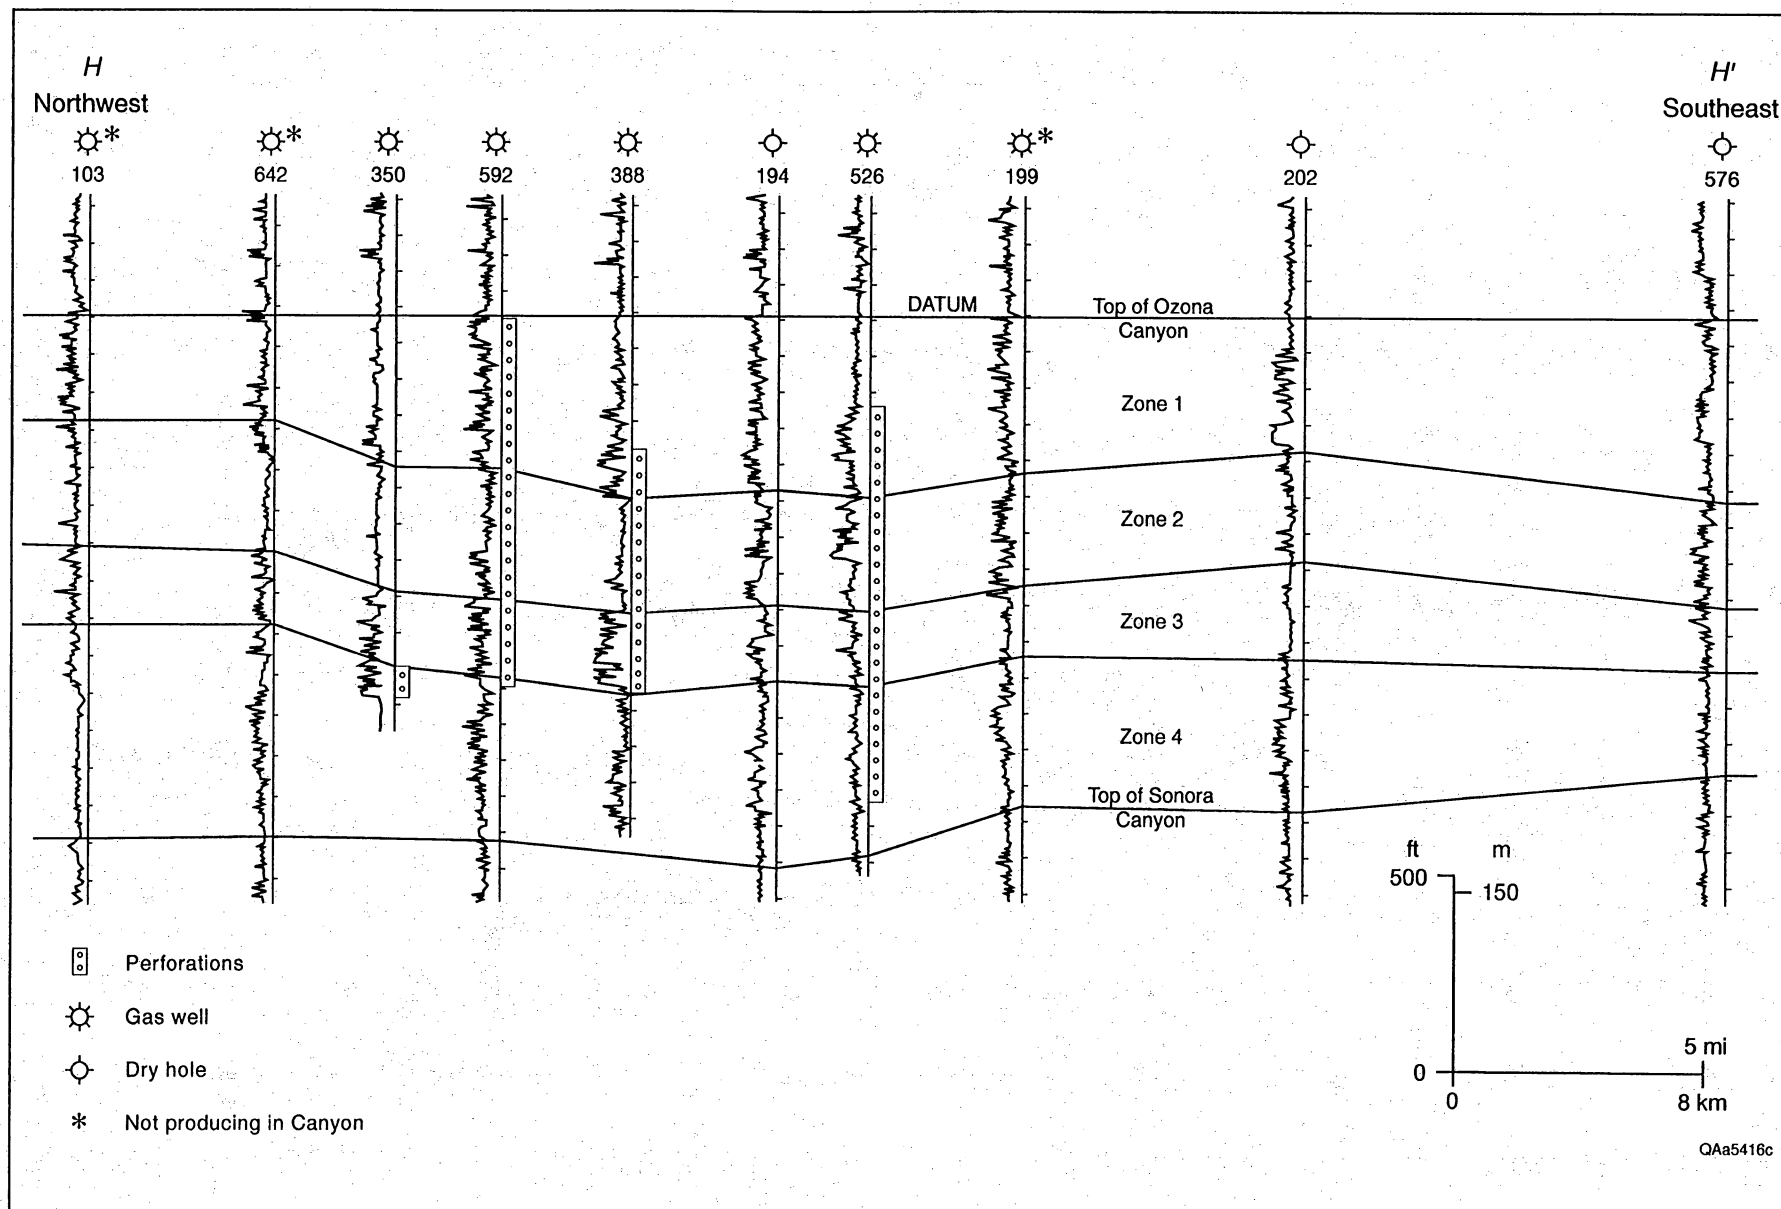 H
Northwest
H'
Southeast
103
642
350
592
388
194
526
199
202
576
*
*
*
DATUM
Top of Ozona
Canyon
Zone 1
Zone 2
Zone 3
Zone 4
Top of Sonora
Canyon
ft
m
500
150
0
5 mi
0
8 km
Perforations
Gas well
Dry hole
* Not producing in Canyon
QAa5416c